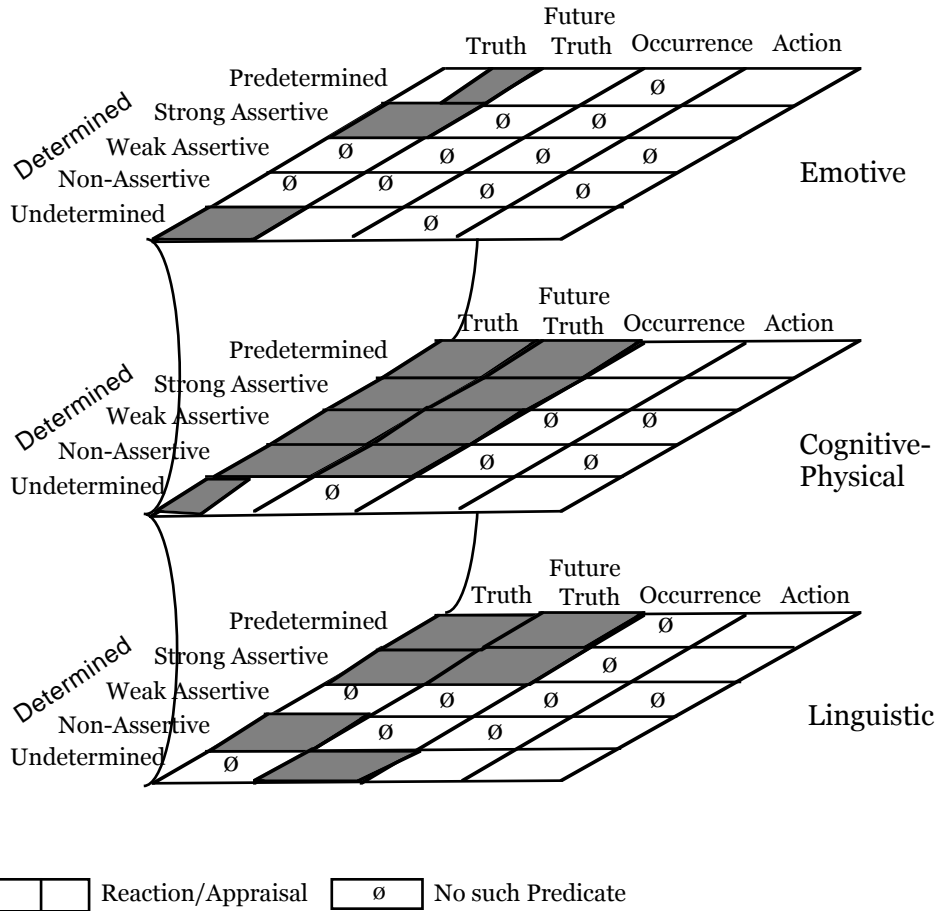 Future
Truth Truth Occurrence Action
Predetermined ø
Strong Assertive ø ø
Determined
Weak Assertive ø ø ø ø
Non-Assertive ø ø ø ø
Emotive
Undetermined ø
Future
Truth Truth Occurrence Action
Predetermined
Strong Assertive
Determined
Weak Assertive ø ø
Non-Assertive ø ø
Cognitive-
Physical
Undetermined ø
Future
Truth Truth Occurrence Action
Predetermined ø
Strong Assertive ø
Determined
Weak Assertive ø ø ø ø
Non-Assertive ø ø
Linguistic
Undetermined ø
Reaction/Appraisal ø No such Predicate